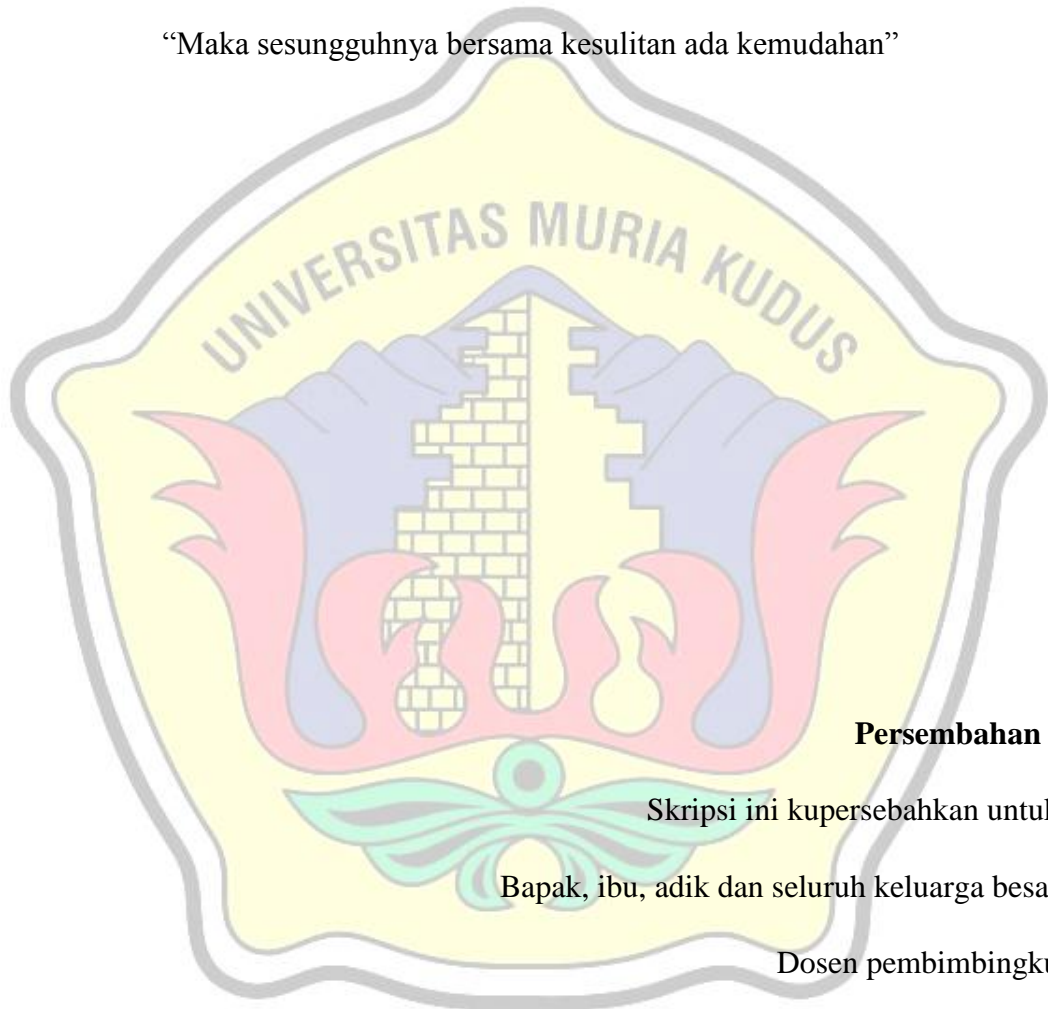 “Maka sesungguhnya bersama kesulitan ada kemudahan”
UNIVERSITAS MURIA KUDUS
Persembahan
Skripsi ini kupersebahkan
Bapak, ibu, adik dan seluruh keluarga
Dosen pembimbingku